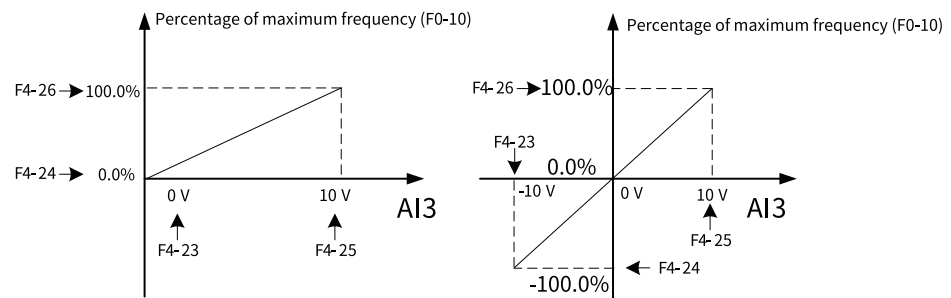 Percentage of maximum frequency (F0-10)
F4-26
100.0%
F4-24
0.0%
0 V
10 V
AI3
F4-23
F4-25
Percentage of maximum frequency (F0-10)
F4-26
100.0%
F4-23
0.0%
-10 V
0 V
10 V
AI3
F4-25
F4-24
-100.0%